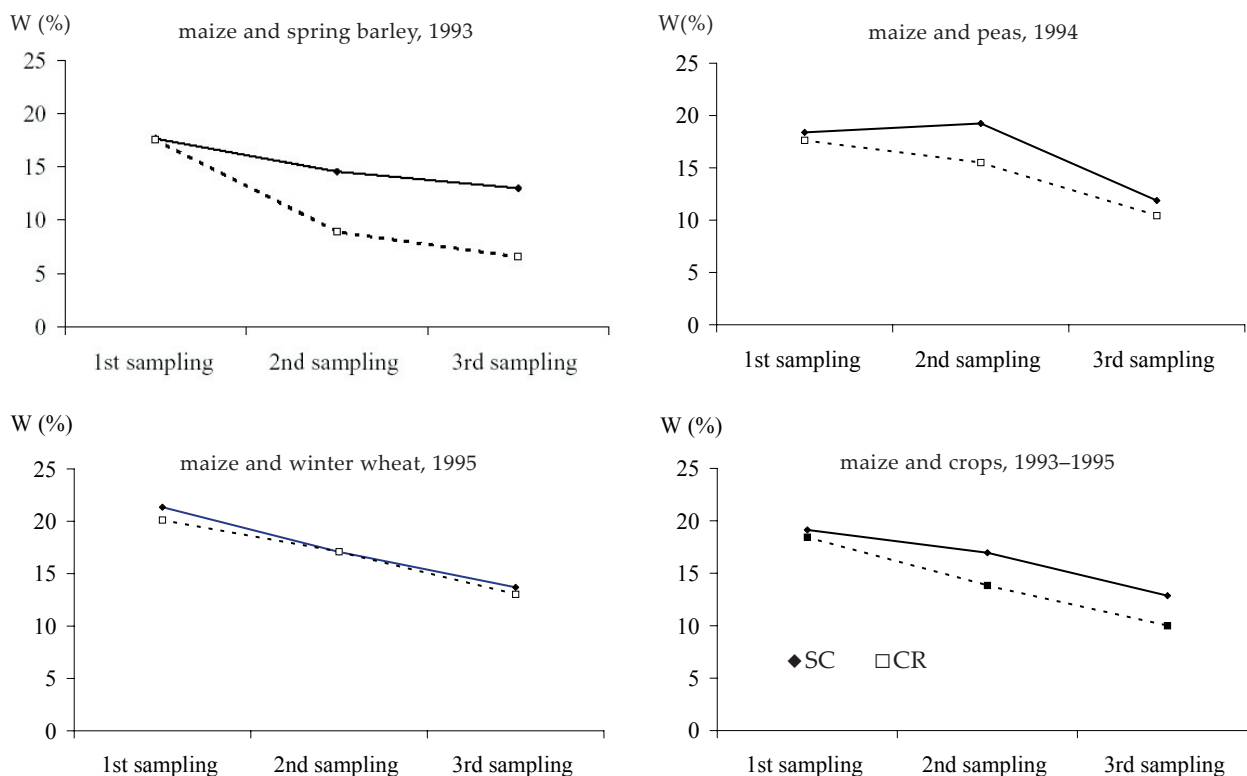 W (%)
maize and spring barley, 1993
25
20
15
10
5
0
1st sampling 2nd sampling 3rd sampling
W(%)
maize and peas, 1994
25
20
15
10
5
0
1st sampling 2nd sampling 3rd sampling
W (%)
maize and winter wheat, 1995
25
20
15
10
5
0
1st sampling 2nd sampling 3rd sampling
W (%)
maize and crops, 1993–1995
25
20
15
10
5
0
SC CR
1st sampling 2nd sampling 3rd sampling